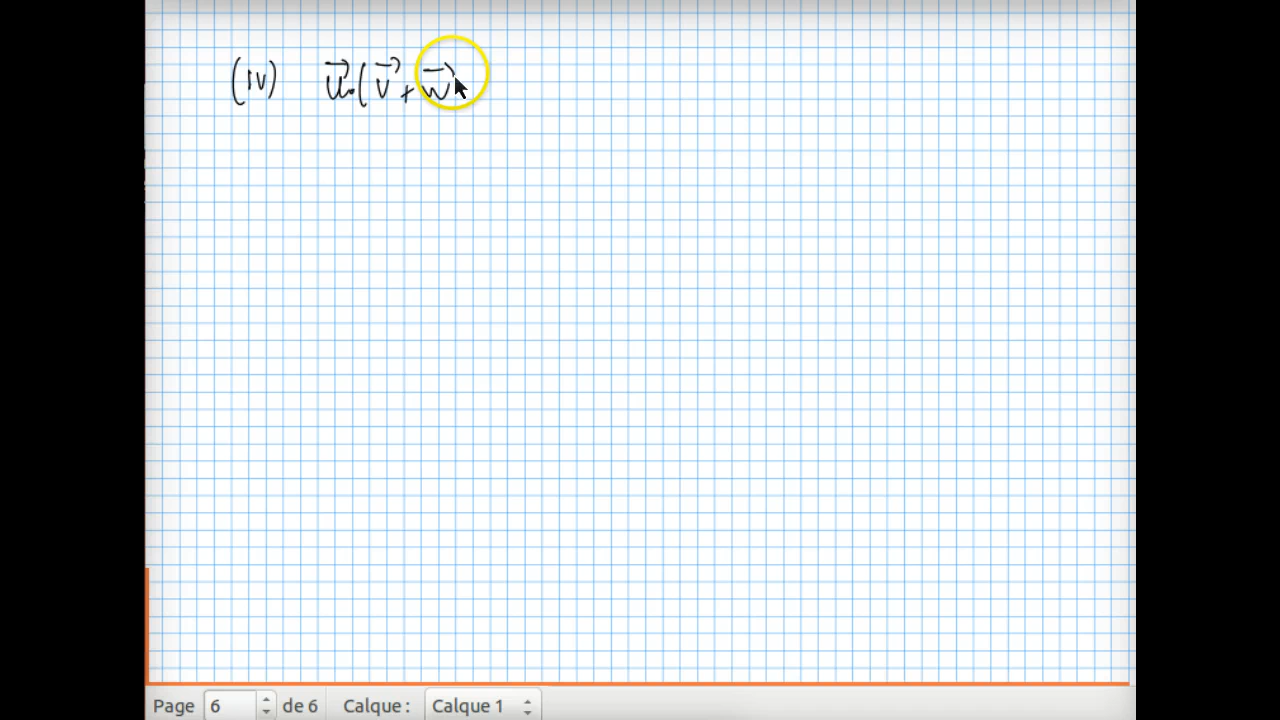 (iv) u⃗·(v⃗ + w⃗
Page 6 de 6 Calque : Calque 1